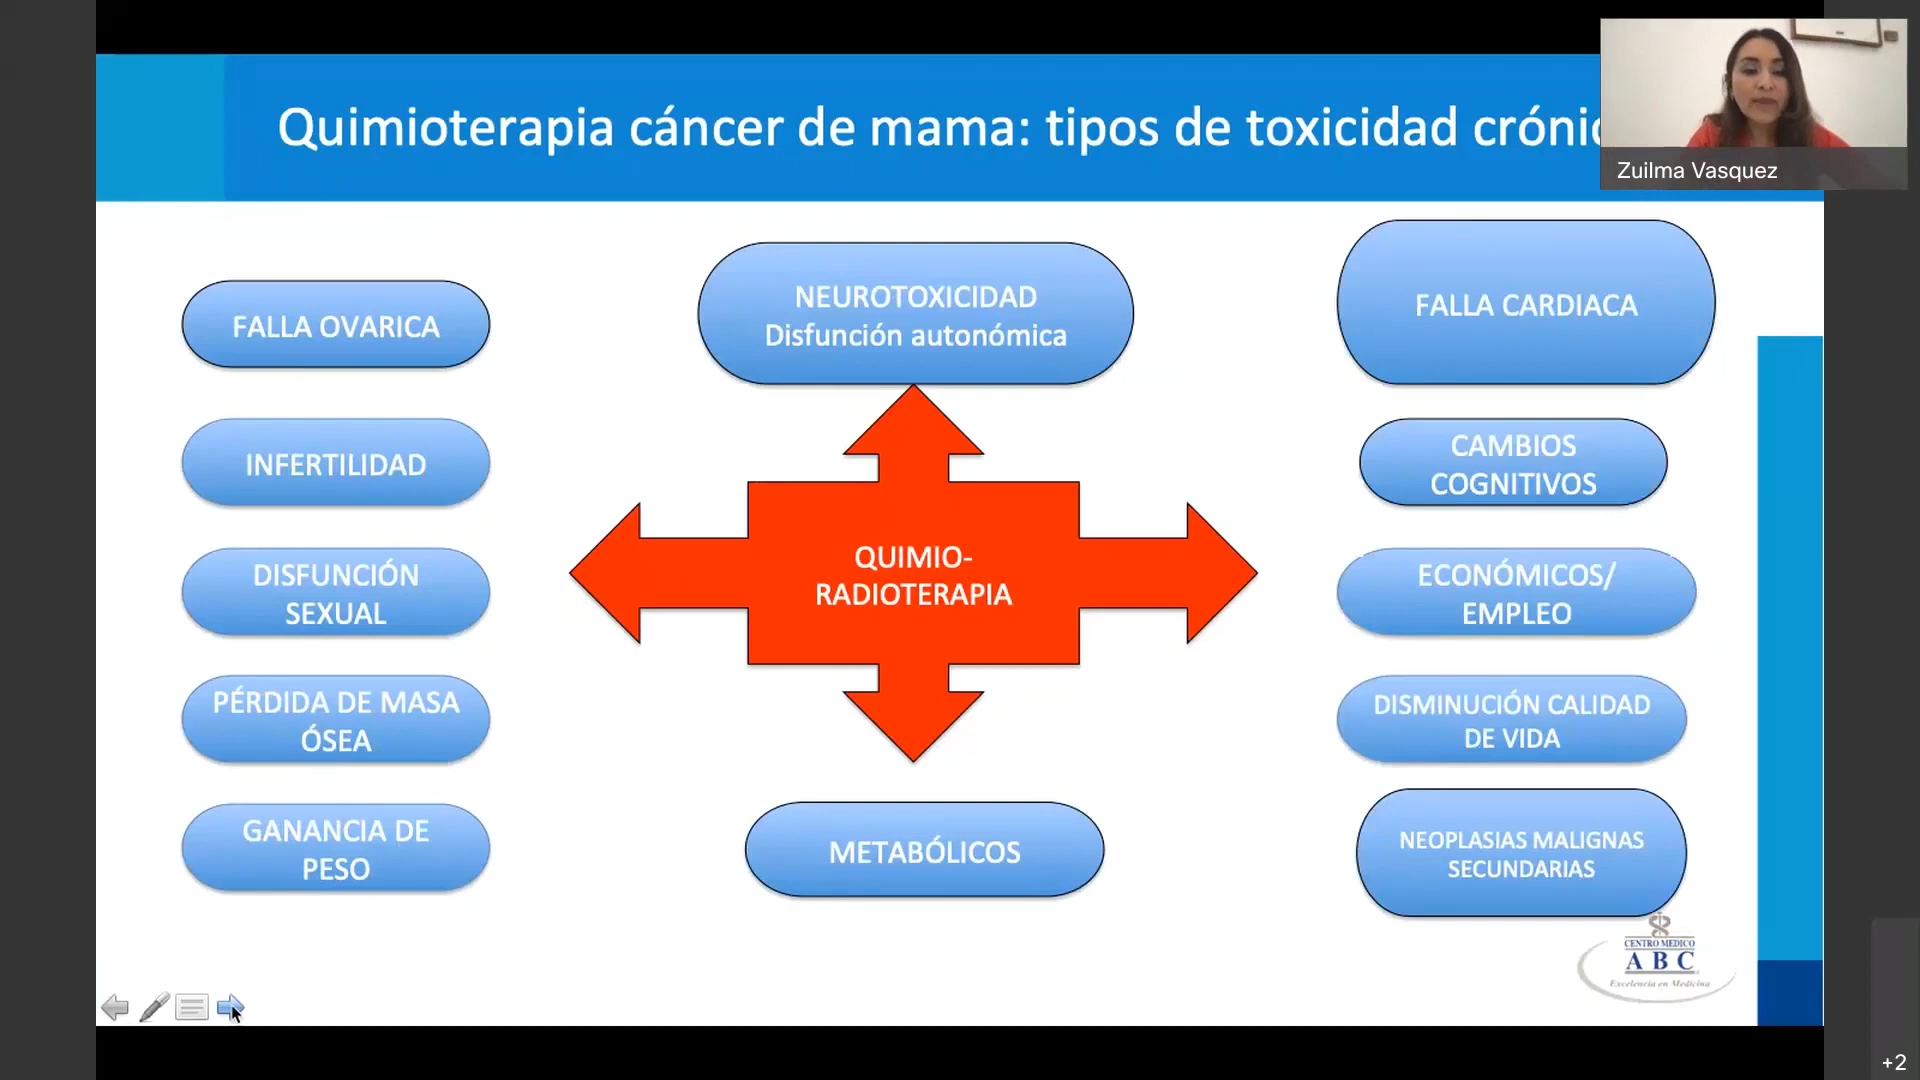 Quimioterapia cáncer de mama: tipos de toxicidad
Zuilma Vasquez
FALLA OVARICA
INFERTILIDAD
DISFUNCIÓN
SEXUAL
PÉRDIDA DE MASA
ÓSEA
GANANCIA DE
PESO
NEUROTOXICIDAD
Disfunción autonómica
QUIMIO-
RADIOTERAPIA
METABÓLICOS
FALLA CARDIACA
CAMBIOS
COGNITIVOS
ECONÓMICOS/
EMPLEO
DISMINUCIÓN CALIDAD
DE VIDA
NEOPLASIAS MALIGNAS
SECUNDARIAS
CENTRO MEDICO
ABC
Excelencia en Medicina
+2